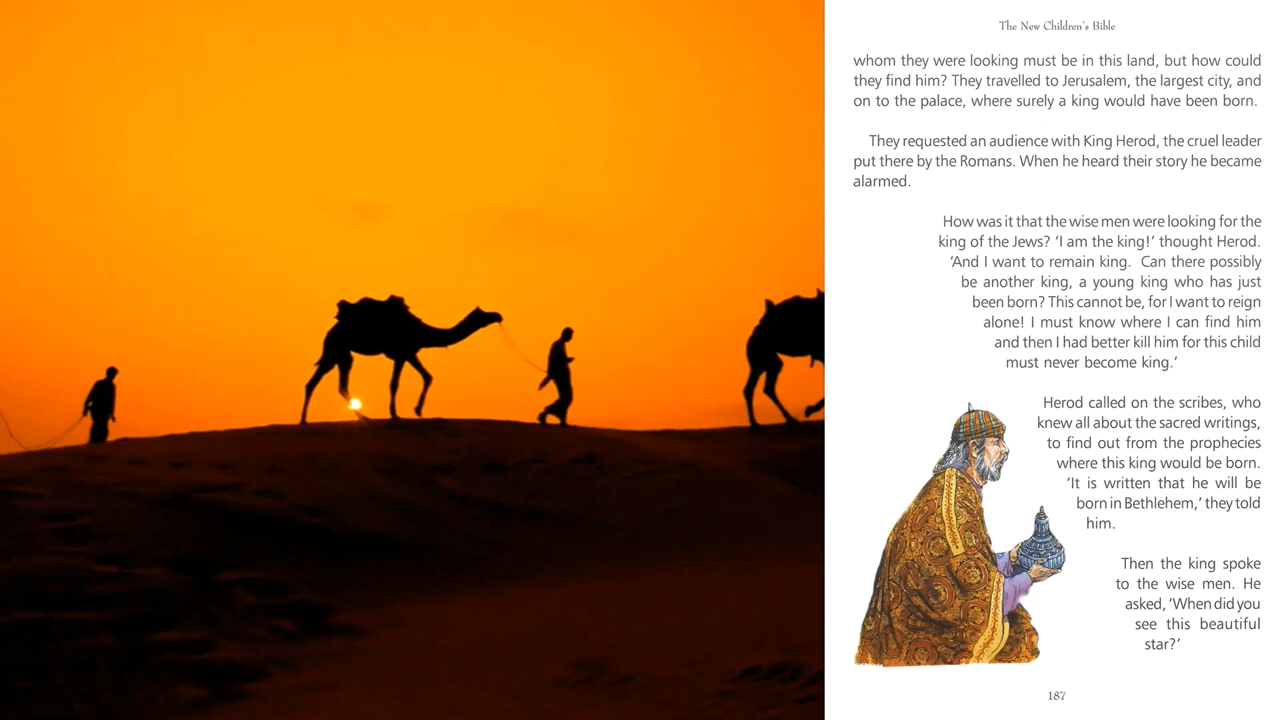 The New Children's Bible
whom they were looking must be in this land, but how could
they find him? They travelled to Jerusalem, the largest city, and
on to the palace, where surely a king would have been born.
They requested an audience with King Herod, the cruel leader
put there by the Romans. When he heard their story he became
alarmed.
How was it that the wise men were looking for the
king of the Jews? ‘I am the king!’ thought Herod.
‘And I want to remain king. Can there possibly
be another king, a young king who has just
been born? This cannot be, for I want to reign
alone! I must know where I can find him
and then I had better kill him for this child
must never become king.’
Herod called on the scribes, who
knew all about the sacred writings,
to find out from the prophecies
where this king would be born.
‘It is written that he will be
born in Bethlehem,’ they told
him.
Then the king spoke
to the wise men. He
asked, ‘When did you
see this beautiful
star?’
187